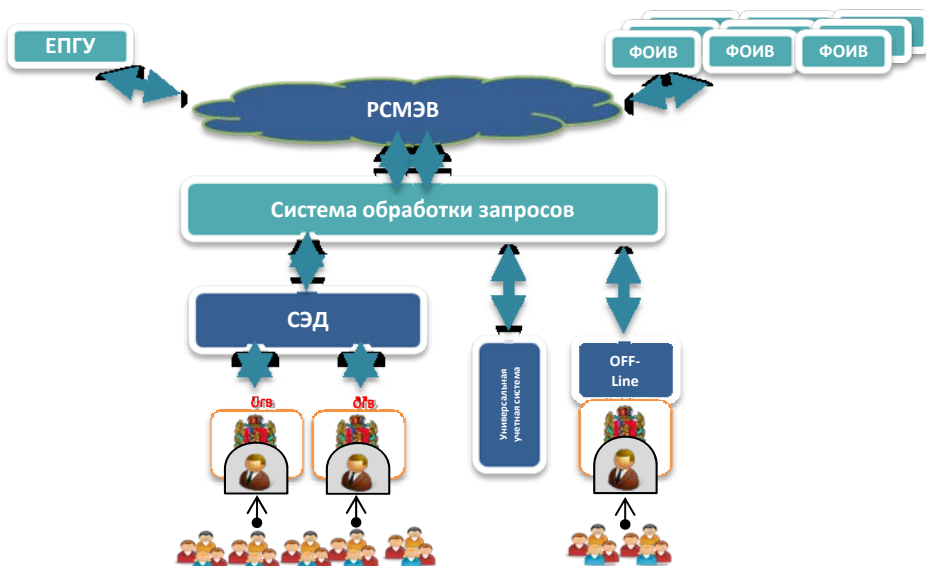 ЕПГУ
ФОИВ
ФОИВ
ФОИВ
РСМЭВ
Система обработки запросов
СЭД
Универсальная
учетная система
OFF-
Line